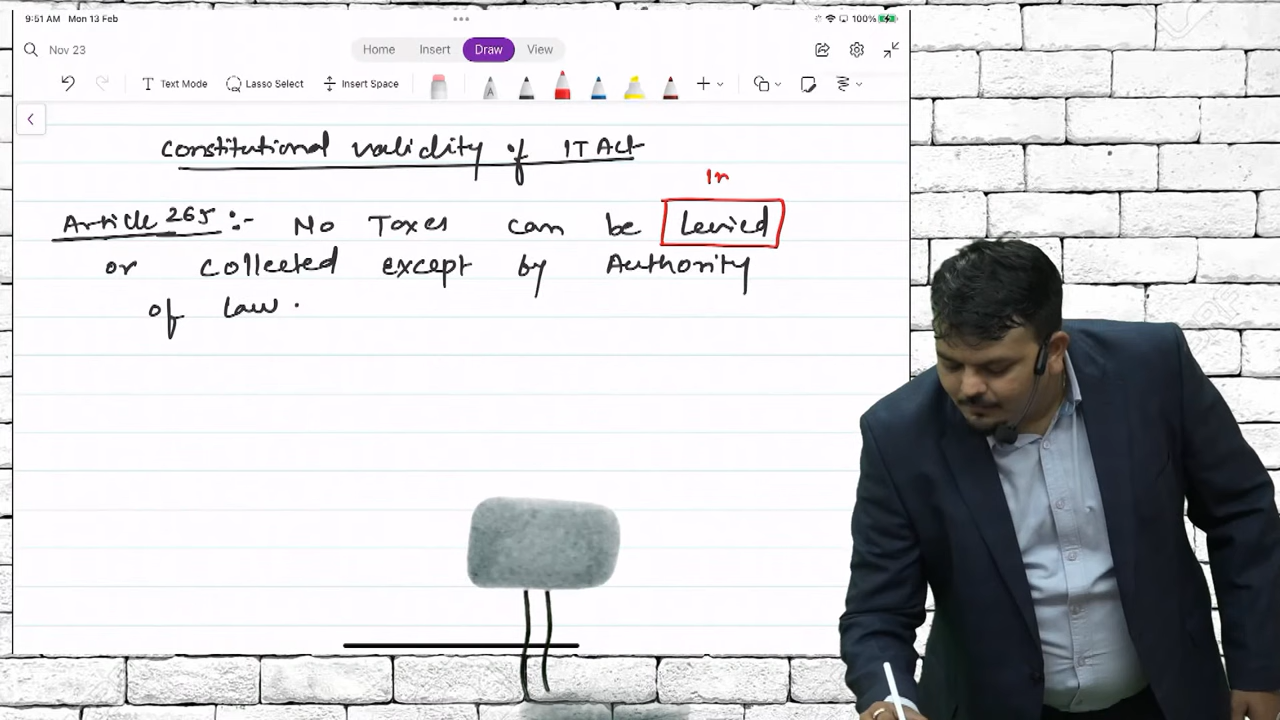 9:51 AM Mon 13 Feb
100%
Nov 23
Home Insert Draw View
Text Mode Lasso Select Insert Space
constitutional validity of IT Act
In
Article 265 :- No Taxes can be Levied
or collected except by Authority
of law.